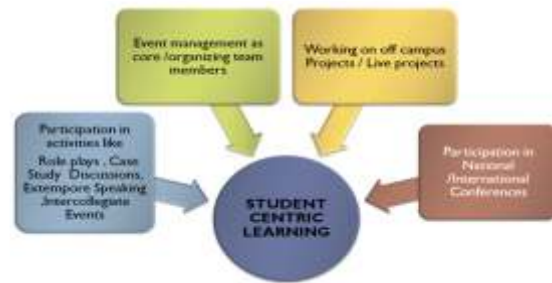 Event management as
core /organizing team
members
Working on off campus
Projects / Live projects
Participation in
activities like
Role plays , Case
Study Discussions,
Extempore Speaking
,Intercollegiate
Events
Participation in
National
/International
Conferences
STUDENT
CENTRIC
LEARNING